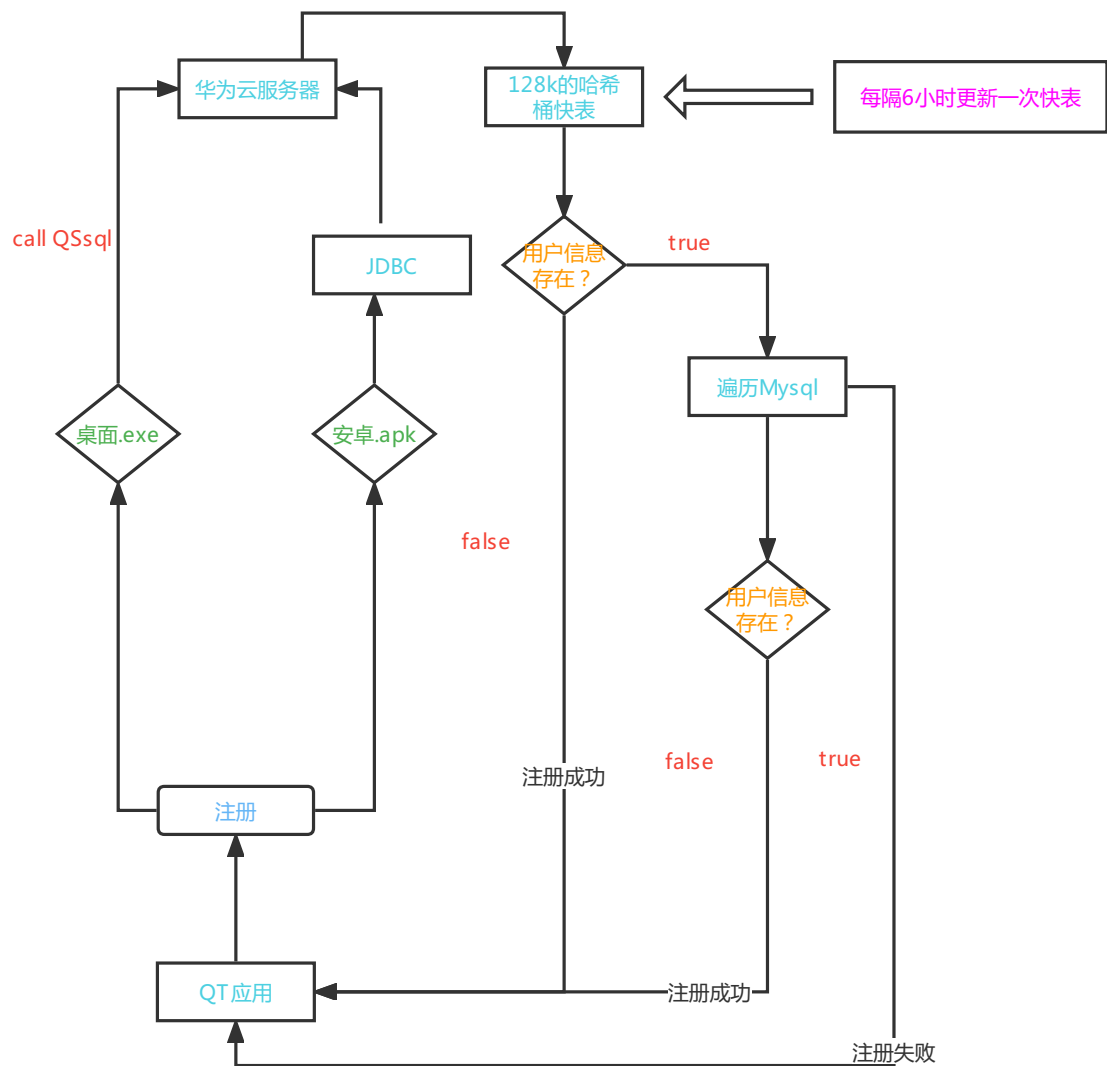 华为云服务器
128k的哈希
桶快表
每隔6小时更新一次快表
call QSsql
JDBC
用户信息
存在？
true
遍历Mysql
桌面.exe
安卓.apk
false
用户信息
存在？
false
true
注册成功
注册
QT应用
注册成功
注册失败